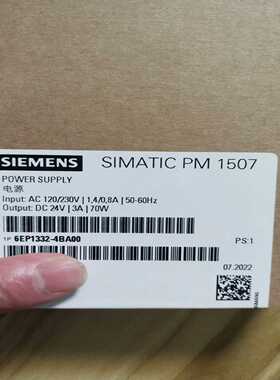 SIEMENS SIMATIC PM 1507
POWER SUPPLY
电源
Input: AC 120/230V | 1,4/0,8A | 50-60Hz
Output: DC 24V | 3A | 70W
1P 6EP1332-4BA00
PS:1
07.2022